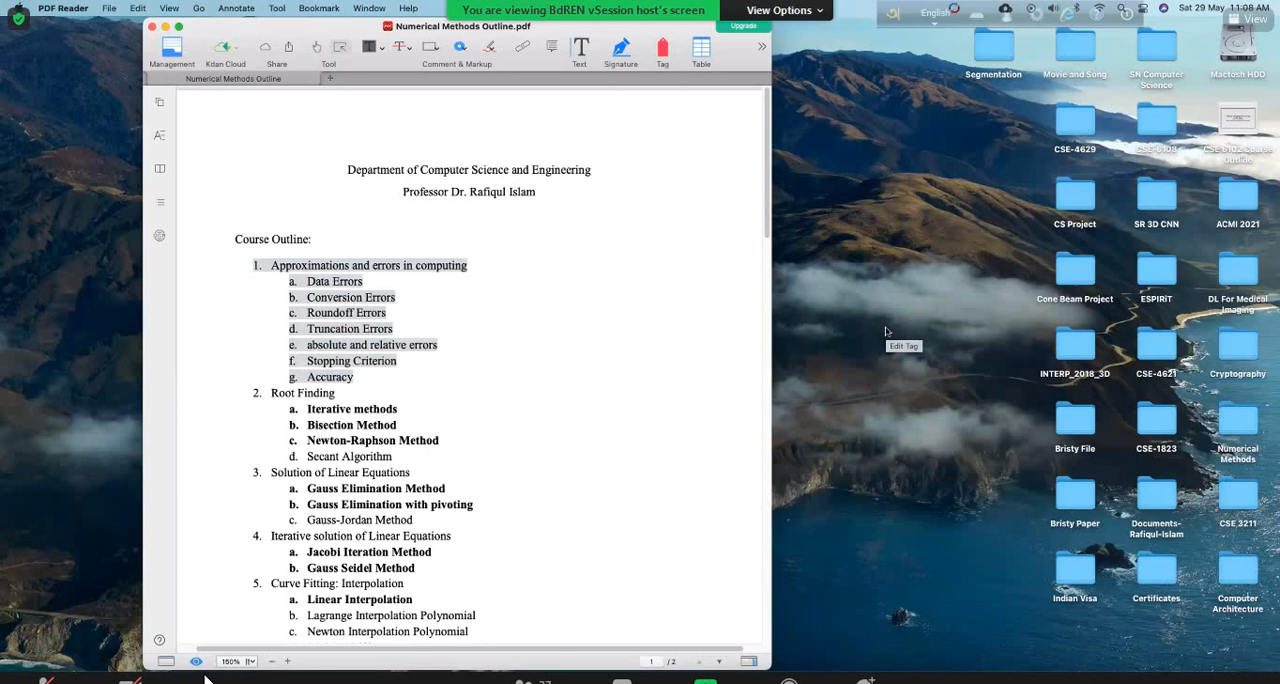 You are viewing BdREN vSession host's screen
View Options
PDF Reader File Edit View Go Annotate Tool Bookmark Window Help
English
Sat 29 May 11:08 AM
View
Numerical Methods Outline.pdf
Upgrade
Management
Kdan Cloud
Share
Tool
Comment & Markup
Text
Signature
Tag
Table
Numerical Methods Outline
Department of Computer Science and Engineering
Professor Dr. Rafiqul Islam
Course Outline:
1. Approximations and errors in computing
a. Data Errors
b. Conversion Errors
c. Roundoff Errors
d. Truncation Errors
e. absolute and relative errors
f. Stopping Criterion
g. Accuracy
2. Root Finding
a. Iterative methods
b. Bisection Method
c. Newton-Raphson Method
d. Secant Algorithm
3. Solution of Linear Equations
a. Gauss Elimination Method
b. Gauss Elimination with pivoting
c. Gauss-Jordan Method
4. Iterative solution of Linear Equations
a. Jacobi Iteration Method
b. Gauss Seidel Method
5. Curve Fitting: Interpolation
a. Linear Interpolation
b. Lagrange Interpolation Polynomial
c. Newton Interpolation Polynomial
150%
1 / 2
Edit Tag
Segmentation
Movie and Song
SN Computer
Science
Mactosh HDD
CSE-4629
CSE-6108
CSE-6102 Course
Outline
CS Project
SR 3D CNN
ACMI 2021
Cone Beam Project
ESPIRiT
DL For Medical
Imaging
INTERP_2018_3D
CSE-4621
Cryptography
Bristy File
CSE-1823
Numerical
Methods
Bristy Paper
Documents-
Rafiqul-Islam
CSE 3211
Indian Visa
Certificates
Computer
Architecture